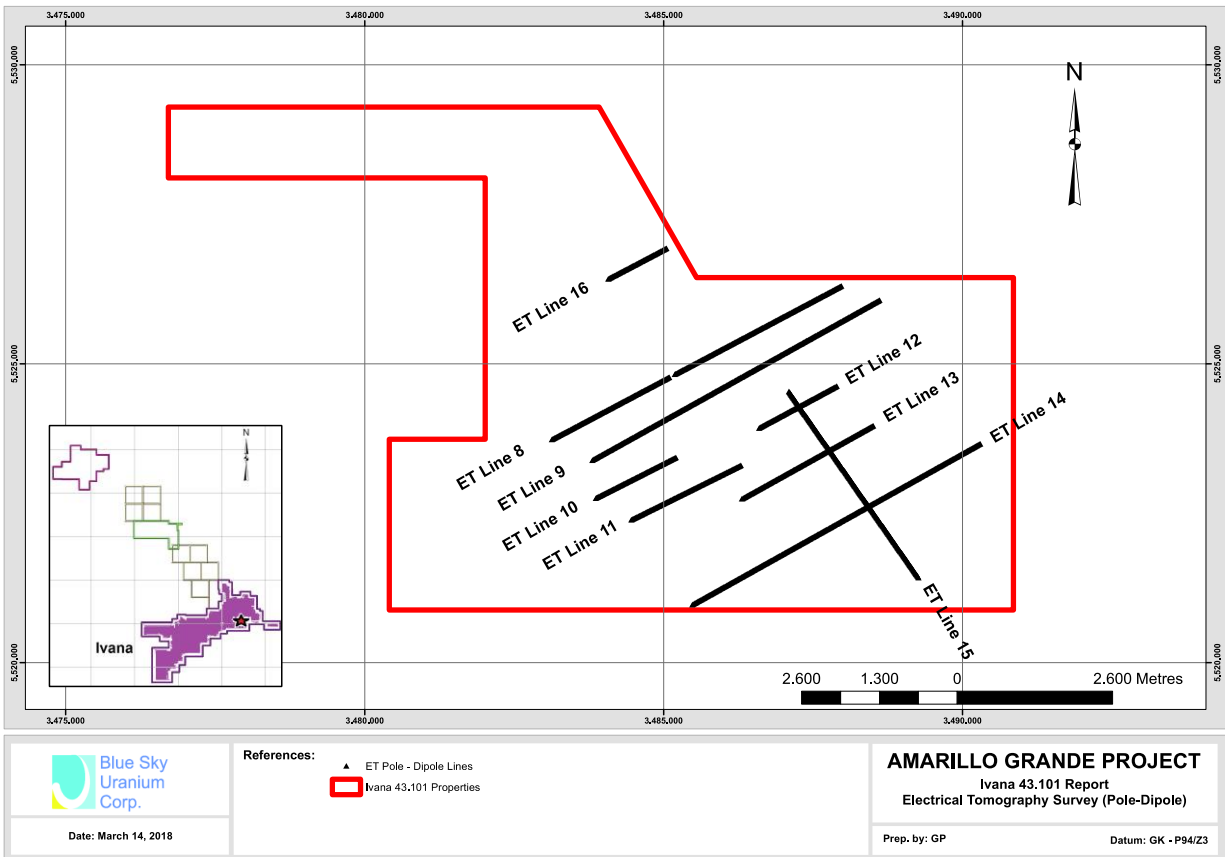 3.475.000
3.480.000
3.485.000
3.490.000
5.530.000
5.530.000
N
ET Line 16
ET Line 12
5.525.000
5.525.000
ET Line 13
ET Line 14
ET Line 8
ET Line 9
ET Line 10
ET Line 11
ET Line 15
N
Ivana
5.520.000
5.520.000
2.600 1.300 0 2.600 Metres
3.475.000
3.480.000
3.485.000
3.490.000
Blue Sky
Uranium
Corp.
Date: March 14, 2018
References:
ET Pole - Dipole Lines
Ivana 43.101 Properties
AMARILLO GRANDE PROJECT
Ivana 43.101 Report
Electrical Tomography Survey (Pole-Dipole)
Prep. by: GP
Datum: GK - P94/Z3